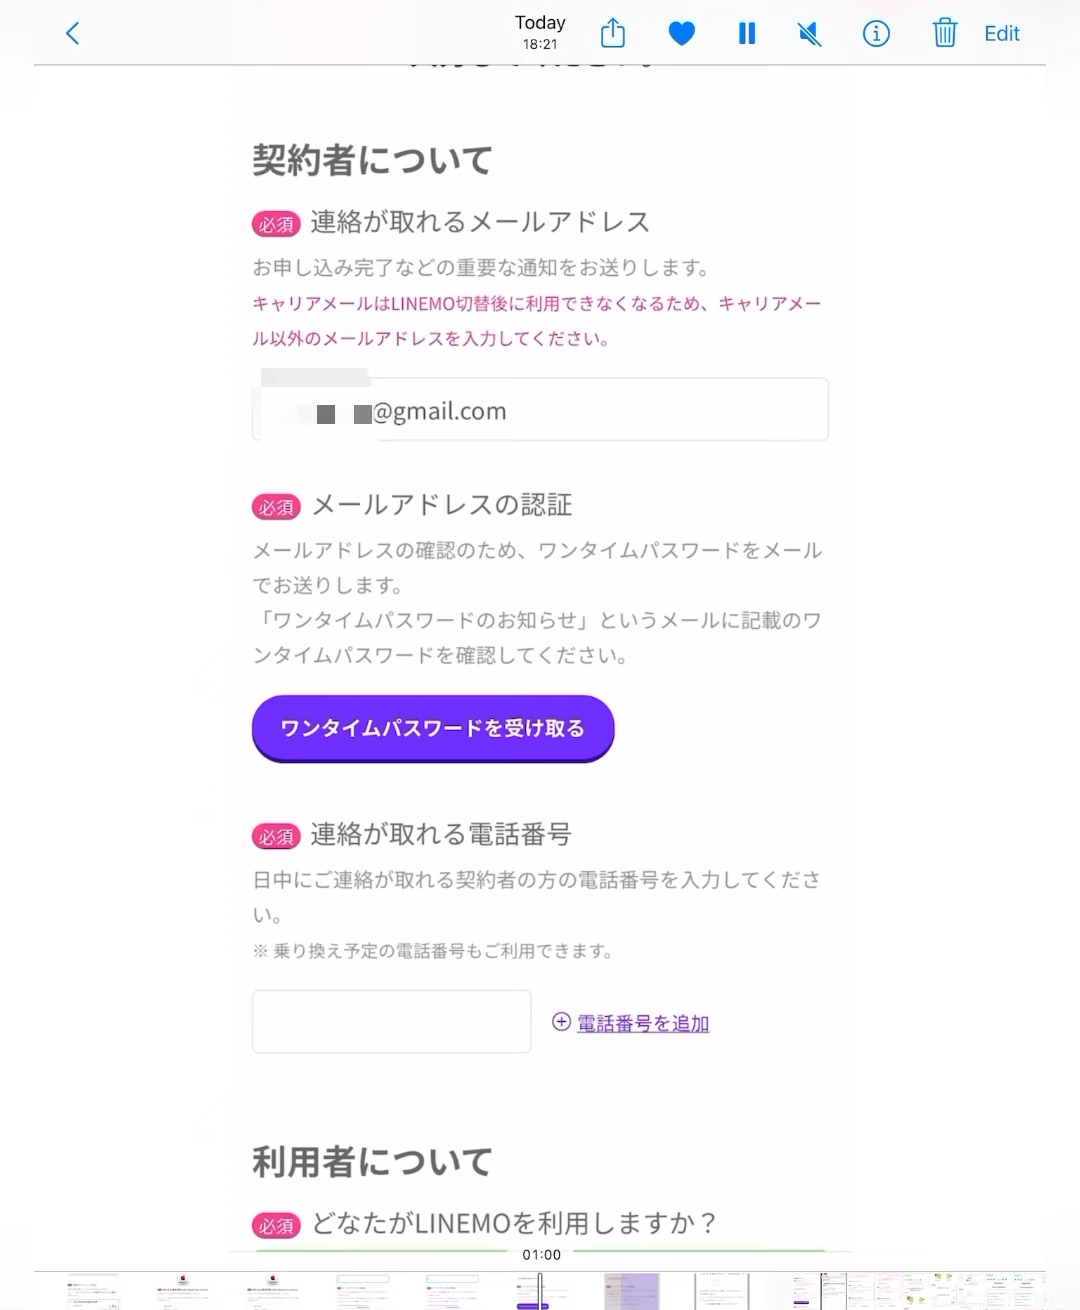 Today
18:21
Edit
契約者について
必須 連絡が取れるメールアドレス
お申し込み完了などの重要な通知をお送りします。
キャリアメールはLINEMO切替後に利用できなくなるため、キャリアメー
ル以外のメールアドレスを入力してください。
@gmail.com
必須 メールアドレスの認証
メールアドレスの確認のため、ワンタイムパスワードをメール
でお送りします。
「ワンタイムパスワードのお知らせ」というメールに記載のワ
ンタイムパスワードを確認してください。
ワンタイムパスワードを受け取る
必須 連絡が取れる電話番号
日中にご連絡が取れる契約者の方の電話番号を入力してくださ
い。
※ 乗り換え予定の電話番号もご利用できます。
電話番号を追加
利用者について
必須 どなたがLINEMOを利用しますか？
01:00